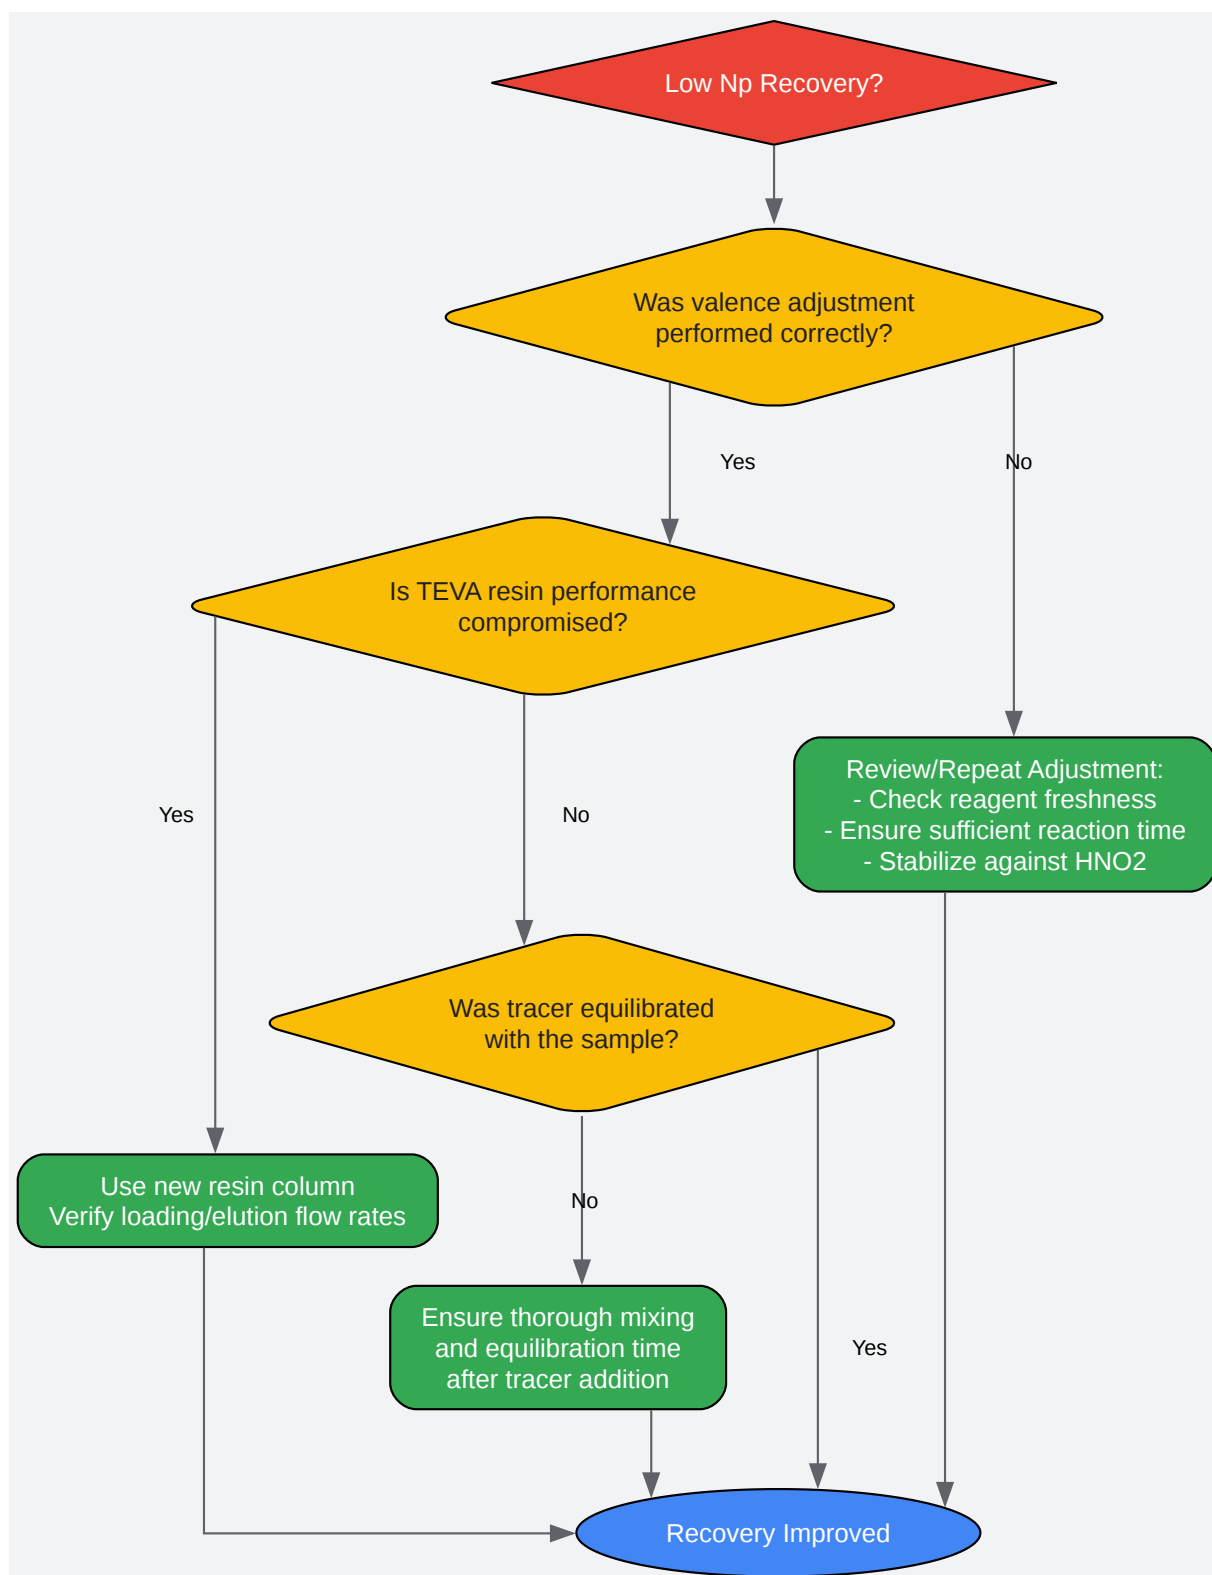 Low Np Recovery?
Was valence adjustment
performed correctly?
Yes
No
Is TEVA resin performance
compromised?
Review/Repeat Adjustment:
- Check reagent freshness
- Ensure sufficient reaction time
- Stabilize against HNO2
Yes
No
Was tracer equilibrated
with the sample?
Use new resin column
Verify loading/elution flow rates
No
Ensure thorough mixing
and equilibration time
after tracer addition
Yes
Recovery Improved